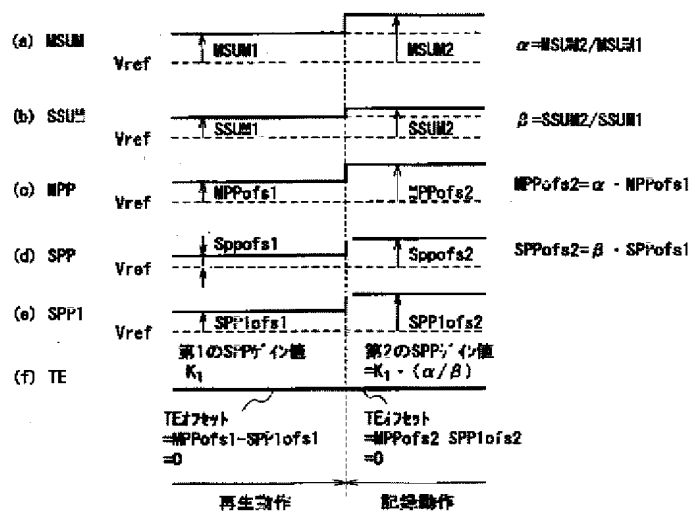 (a) MSUM
MSUM1
MSUM2
α=MSUM2/MSUM1
Vref
(b) SSUM
SSUM1
SSUM2
β=SSUM2/SSUM1
Vref
(c) MPP
MPPofs1
MPPofs2
MPPofs2=α・MPPofs1
Vref
(d) SPP
Sppofs1
Sppofs2
SPPofs2=β・SPPofs1
Vref
(e) SPP1
SPP1ofs1
SPP1ofs2
Vref
第1のSPPゲイン値
K1
第2のSPPゲイン値
=K1・(α/β)
(f) TE
TEオフセット
=MPPofs1-SPP1ofs1
=0
TEオフセット
=MPPofs2 SPP1ofs2
=0
再生動作
記録動作